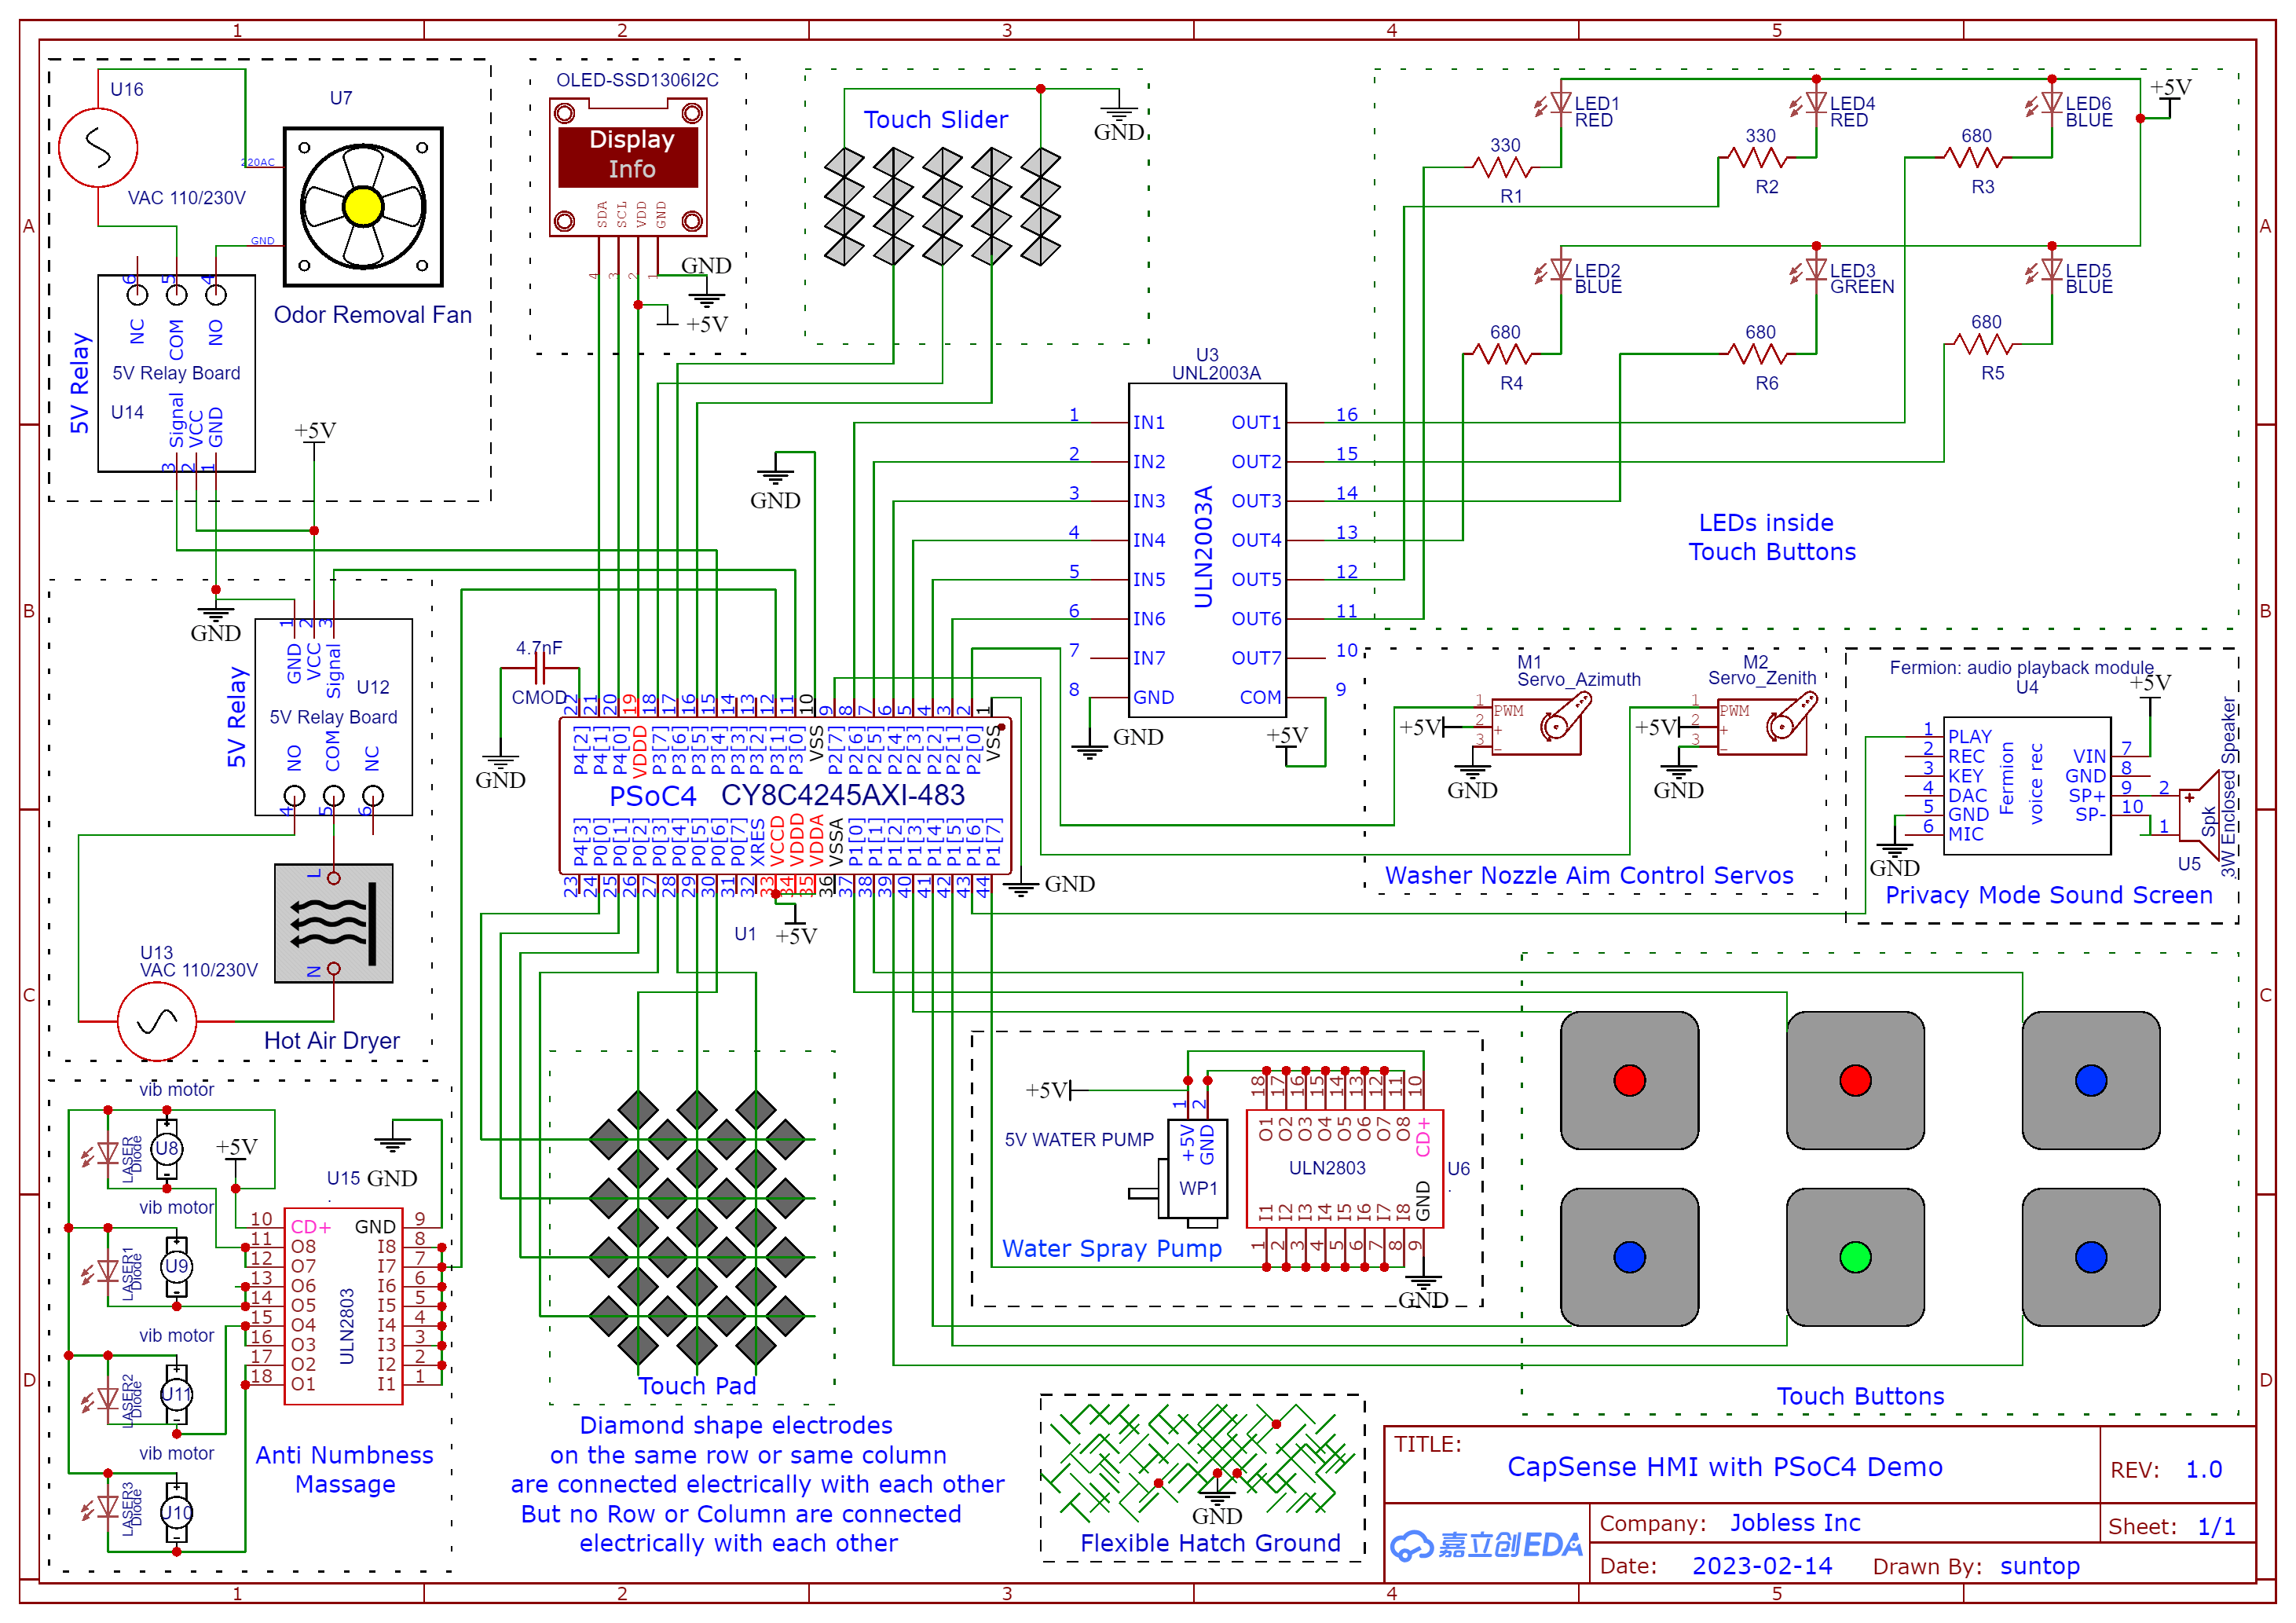 1 2 3 4 5
A
B
C
D
U16
U7
220AC
VAC 110/230V
GND
Odor Removal Fan
6 5 4
NC COM NO
5V Relay
5V Relay Board
U14
Signal VCC GND
3 2 1
+5V
GND
OLED-SSD1306I2C
Display
Info
SDA SCL VDD GND
4 3 2 1
GND
+5V
Touch Slider
GND
GND
LED1
RED
LED4
RED
LED6
BLUE
+5V
330
R1
330
R2
680
R3
LED2
BLUE
LED3
GREEN
LED5
BLUE
680
R4
680
R6
680
R5
LEDs inside
Touch Buttons
U3
UNL2003A
ULN2003A
1 IN1 OUT1 16
2 IN2 OUT2 15
3 IN3 OUT3 14
4 IN4 OUT4 13
5 IN5 OUT5 12
6 IN6 OUT6 11
7 IN7 OUT7 10
8 GND COM 9
GND
+5V
1 2 3
GND VCC Signal
5V Relay
U12
5V Relay Board
NO COM NC
4 5 6
L
N
U13
VAC 110/230V
Hot Air Dryer
4.7nF
CMOD
GND
22 21 20 19 18 17 16 15 14 13 12 11 10 9 8 7 6 5 4 3 2 1
P4[2] P4[1] P4[0] VDDD P3[7] P3[6] P3[5] P3[4] P3[3] P3[2] P3[1] P3[0] VSS P2[7] P2[6] P2[5] P2[4] P2[3] P2[2] P2[1] P2[0] VSS
PSoC4 CY8C4245AXI-483
P4[3] P0[0] P0[1] P0[2] P0[3] P0[4] P0[5] P0[6] P0[7] XRES VCCD VDDD VDDA VSSA P1[0] P1[1] P1[2] P1[3] P1[4] P1[5] P1[6] P1[7]
23 24 25 26 27 28 29 30 31 32 33 34 35 36 37 38 39 40 41 42 43 44
U1
+5V
GND
M1
Servo_Azimuth
1 PWM
+5V 2 +
3 -
GND
M2
Servo_Zenith
1 PWM
+5V 2 +
3 -
GND
Washer Nozzle Aim Control Servos
Fermion: audio playback module
U4
+5V
1 PLAY
2 REC
3 KEY
4 DAC
5 GND
6 MIC
Fermion
voice rec
VIN 7
GND 8
SP+ 9
SP- 10
2
1
Spk
3W Enclosed Speaker
U5
GND
Privacy Mode Sound Screen
vib motor
LASER
Diode
U8
+5V
GND
U15
vib motor
LASER1
Diode
U9
vib motor
LASER2
Diode
U11
vib motor
LASER3
Diode
U10
10 CD+ GND 9
11 O8 I8 8
12 O7 I7 7
13 O6 I6 6
14 O5 I5 5
15 O4 I4 4
16 O3 I3 3
17 O2 I2 2
18 O1 I1 1
ULN2803
Anti Numbness
Massage
Touch Pad
Diamond shape electrodes
on the same row or same column
are connected electrically with each other
But no Row or Column are connected
electrically with each other
+5V
1 2
5V WATER PUMP
+5V GND
WP1
18 17 16 15 14 13 12 11 10
O1 O2 O3 O4 O5 O6 O7 O8 CD+
ULN2803
U6
I1 I2 I3 I4 I5 I6 I7 I8 GND
1 2 3 4 5 6 7 8 9
Water Spray Pump
GND
Touch Buttons
GND
Flexible Hatch Ground
TITLE:
CapSense HMI with PSoC4 Demo
REV: 1.0
嘉立创EDA
Company: Jobless Inc
Sheet: 1/1
Date: 2023-02-14
Drawn By: suntop
A
B
C
D
1 2 3 4 5